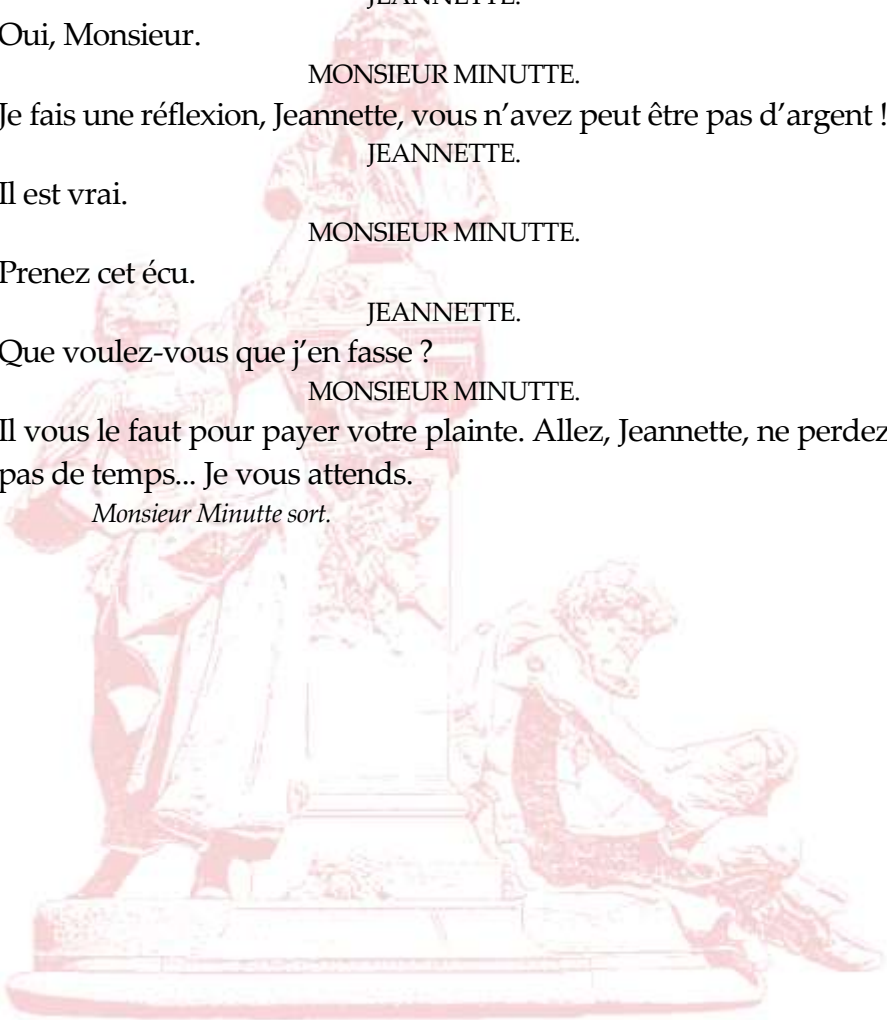 JEANNETTE.
Oui, Monsieur.
MONSIEUR MINUTTE.
Je fais une réflexion, Jeannette, vous n'avez peut être pas d'argent !
JEANNETTE.
Il est vrai.
MONSIEUR MINUTTE.
Prenez cet écu.
JEANNETTE.
Que voulez-vous que j'en fasse ?
MONSIEUR MINUTTE.
Il vous le faut pour payer votre plainte. Allez, Jeannette, ne perdez
pas de temps... Je vous attends.
Monsieur Minutte sort.